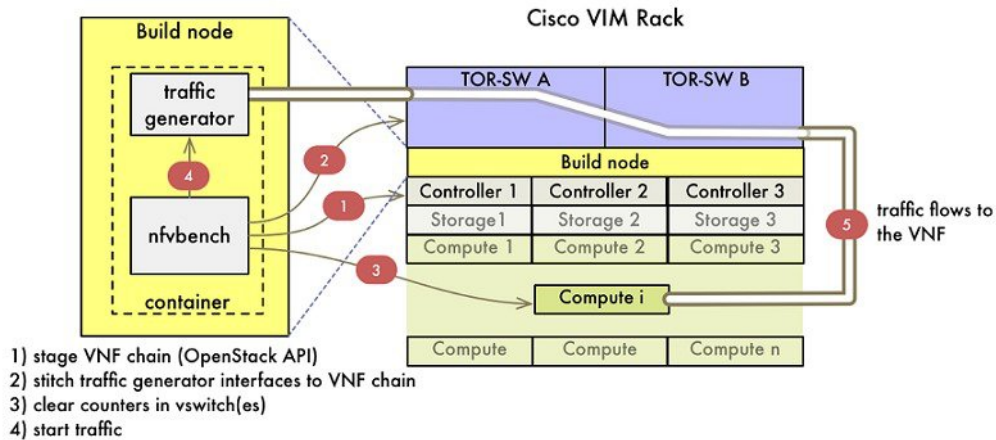 Cisco VIM Rack
Build node
traffic
generator
4
nfvbench
container
2
1
3
TOR-SW A
TOR-SW B
Build node
Controller 1
Controller 2
Controller 3
Storage1
Storage 2
Storage 3
Compute 1
Compute 2
Compute 3
Compute i
Compute
Compute
Compute n
5
traffic flows to
the VNF
1) stage VNF chain (OpenStack API)
2) stitch traffic generator interfaces to VNF chain
3) clear counters in vswitch(es)
4) start traffic